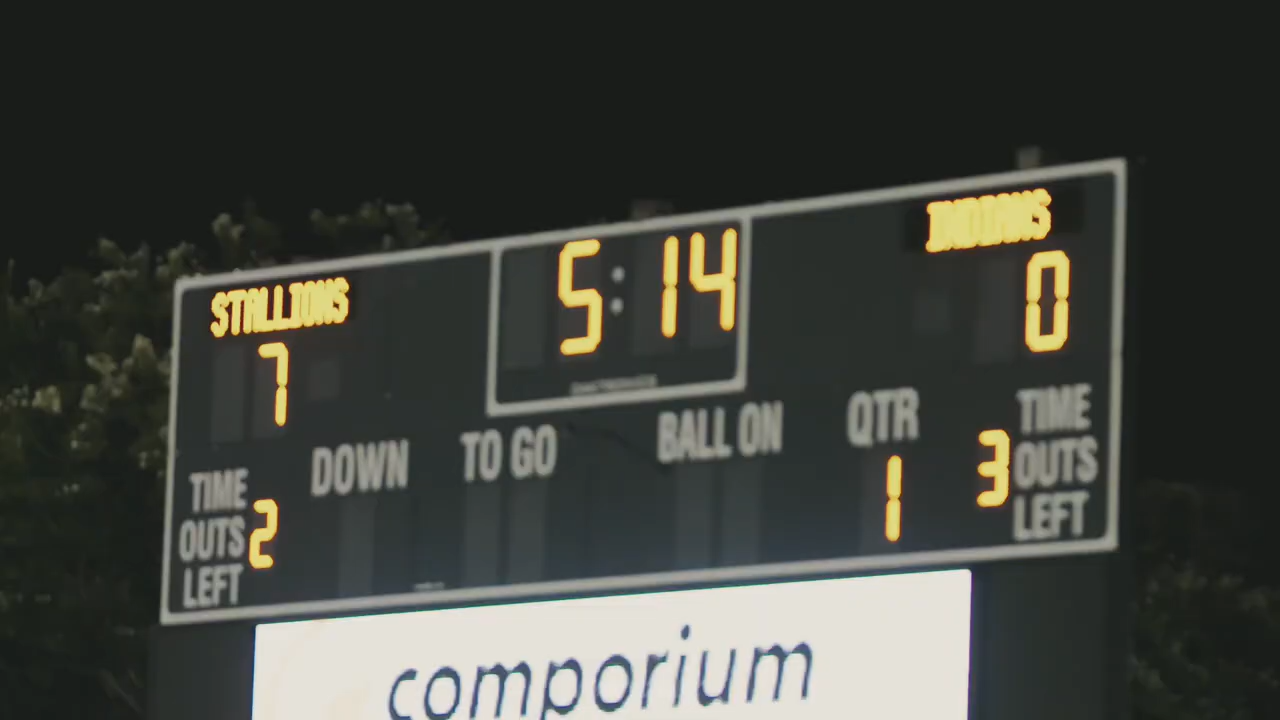 STALLIONS
7
5:14
INDIANS
0
DOWN
TO GO
BALL ON
QTR
1
TIME
OUTS
LEFT
2
3
TIME
OUTS
LEFT
comporium